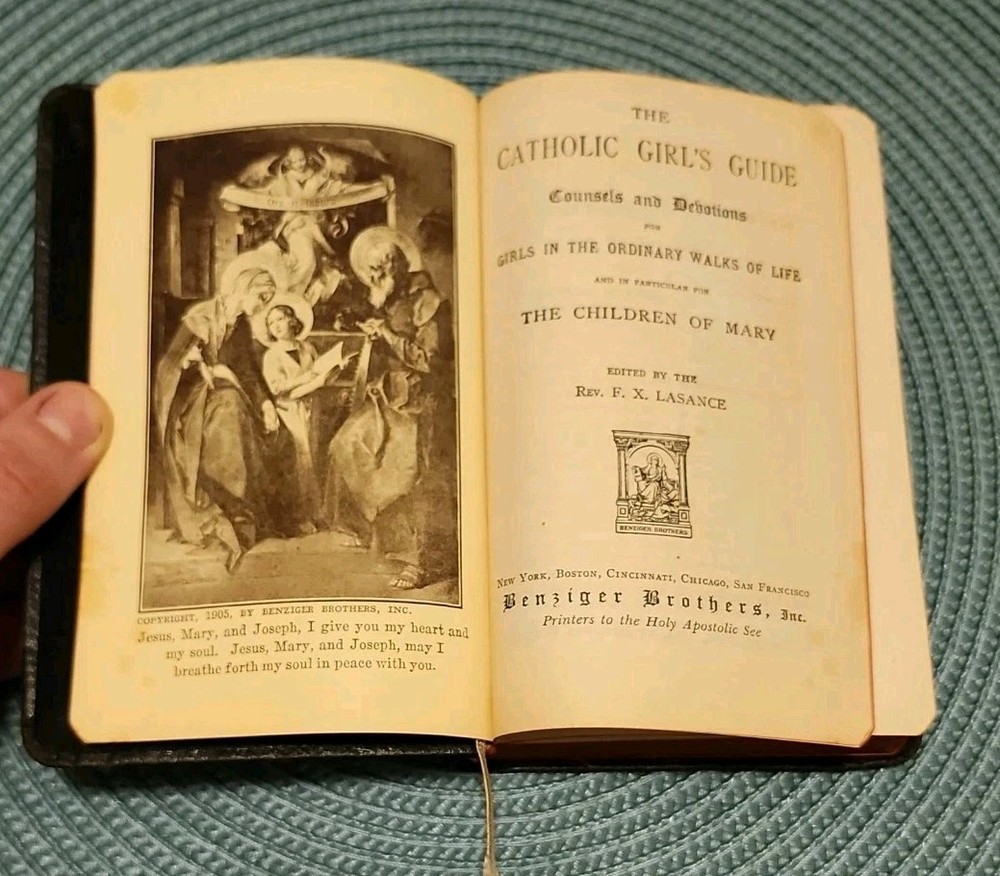 COPYRIGHT, 1905, BY BENZIGER BROTHERS, INC.
Jesus, Mary, and Joseph, I give you my heart and
my soul. Jesus, Mary, and Joseph, may I
breathe forth my soul in peace with you.
THE
CATHOLIC GIRL'S GUIDE
Counsels and Devotions
FOR
GIRLS IN THE ORDINARY WALKS OF LIFE
AND IN PARTICULAR FOR
THE CHILDREN OF MARY
EDITED BY THE
REV. F. X. LASANCE
BENZIGER BROTHERS
NEW YORK, BOSTON, CINCINNATI, CHICAGO, SAN FRANCISCO
Benziger Brothers, Inc.
Printers to the Holy Apostolic See